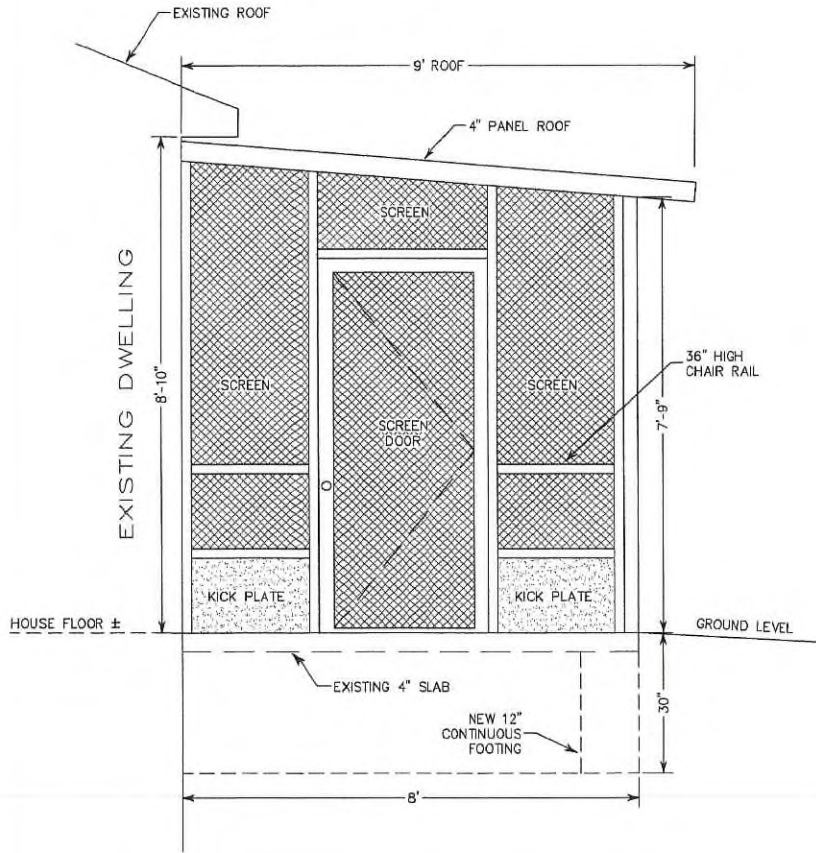 EXISTING ROOF
9' ROOF
4" PANEL ROOF
SCREEN
EXISTING DWELLING
8'-10"
SCREEN
SCREEN
DOOR
SCREEN
36" HIGH
CHAIR RAIL
7'-9"
KICK PLATE
KICK PLATE
HOUSE FLOOR ±
GROUND LEVEL
EXISTING 4" SLAB
NEW 12"
CONTINUOUS
FOOTING
30"
8'